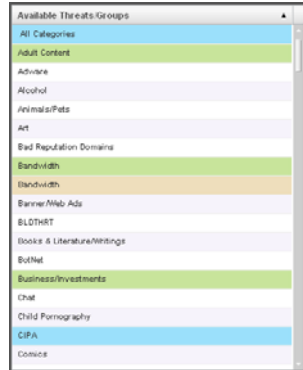 Available Threats/Groups
All Categories
Adult Content
Adware
Alcohol
Animals/Pets
Art
Bad Reputation Domains
Bandwidth
Bandwidth
Banner/Web Ads
BLDTHRT
Books & Literature/Writings
BotNet
Business/Investments
Chat
Child Pornography
CIPA
Comics